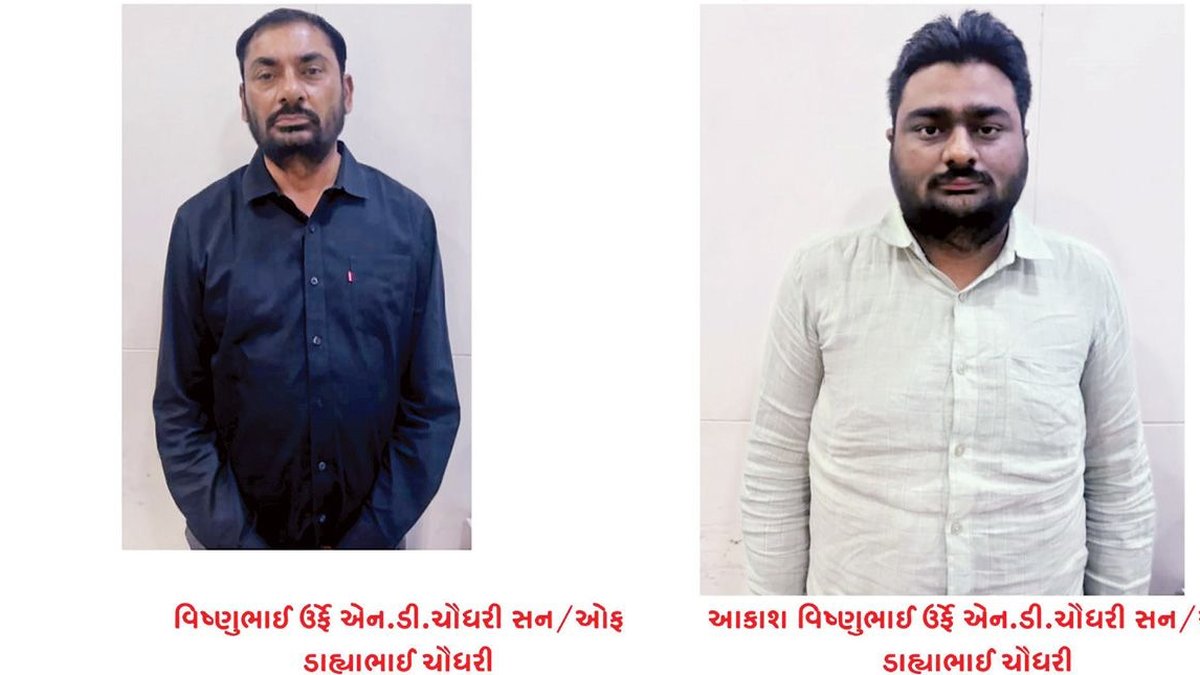 વિષ્ણુભાઈ ઉર્ફે એન.ડી.ચૌધરી સન/ઓફ
ડાહ્યાભાઈ ચૌધરી
આકાશ વિષ્ણુભાઈ ઉર્ફે એન.ડી.ચૌધરી સન/
ડાહ્યાભાઈ ચૌધરી